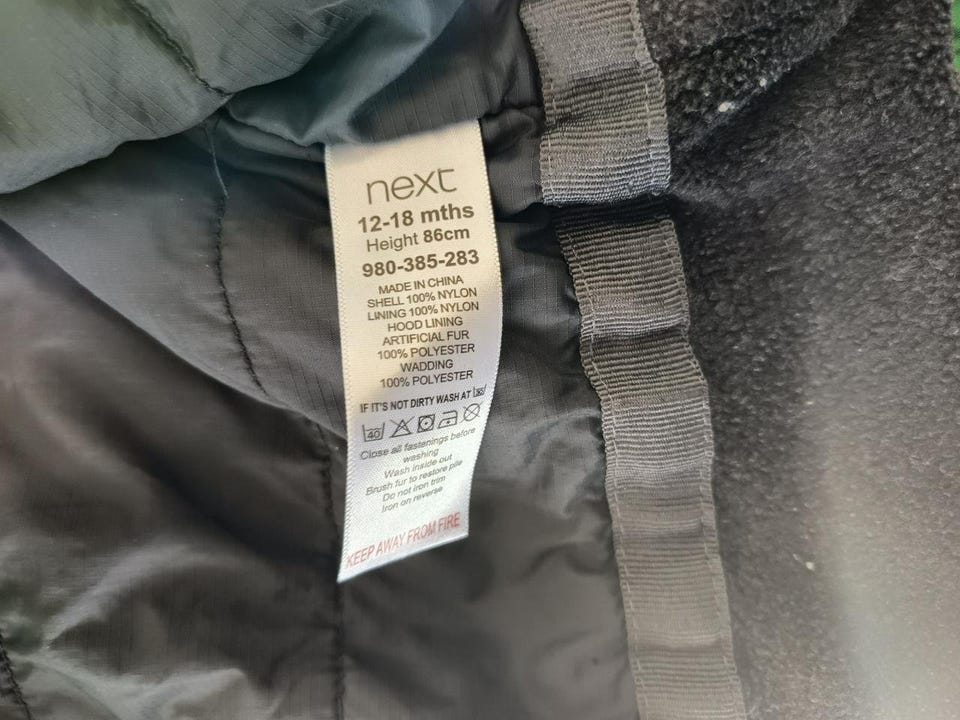 next
12-18 mths
Height 86cm
980-385-283
MADE IN CHINA
SHELL 100% NYLON
LINING 100% NYLON
HOOD LINING
ARTIFICIAL FUR
100% POLYESTER
WADDING
100% POLYESTER
IF IT'S NOT DIRTY WASH AT 30
40
Close all fastenings before
washing
Wash inside out
Brush fur to restore pile
Do not iron trim
Iron on reverse
KEEP AWAY FROM FIRE